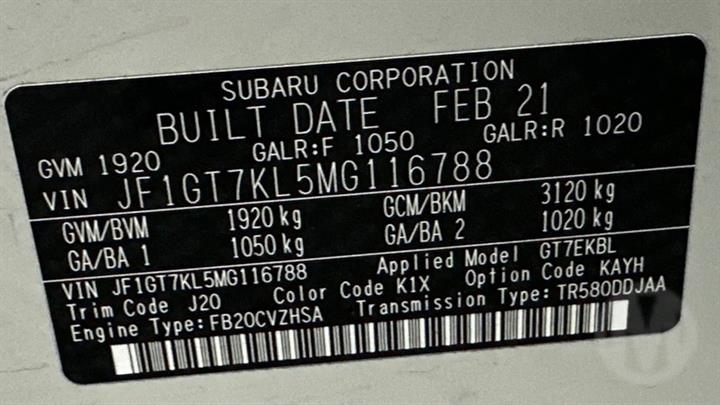 SUBARU CORPORATION
BUILT DATE FEB 21
GVM 1920 GALR:F 1050 GALR:R 1020
VIN JF1GT7KL5MG116788
GVM/BVM 1920 kg GCM/BKM 3120 kg
GA/BA 1 1050 kg GA/BA 2 1020 kg
VIN JF1GT7KL5MG116788 Applied Model GT7EKBL
Trim Code J20 Color Code K1X Option Code KAYH
Engine Type:FB20CVZHSA Transmission Type:TR580DDJAA